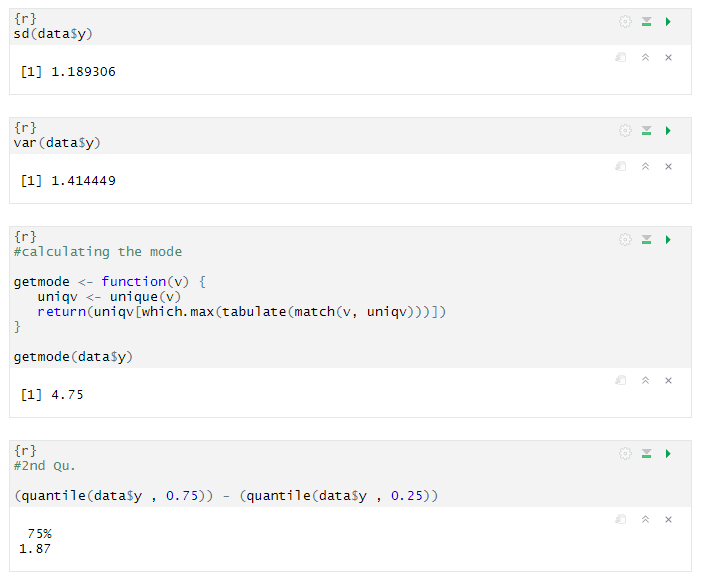 {r}
sd(data$y)
[1] 1.189306
{r}
var(data$y)
[1] 1.414449
{r}
#calculating the mode
getmode <- function(v) {
   uniqv <- unique(v)
   return(uniqv[which.max(tabulate(match(v, uniqv)))])
}
getmode(data$y)
[1] 4.75
{r}
#2nd Qu.
(quantile(data$y , 0.75)) - (quantile(data$y , 0.25))
75%
1.87